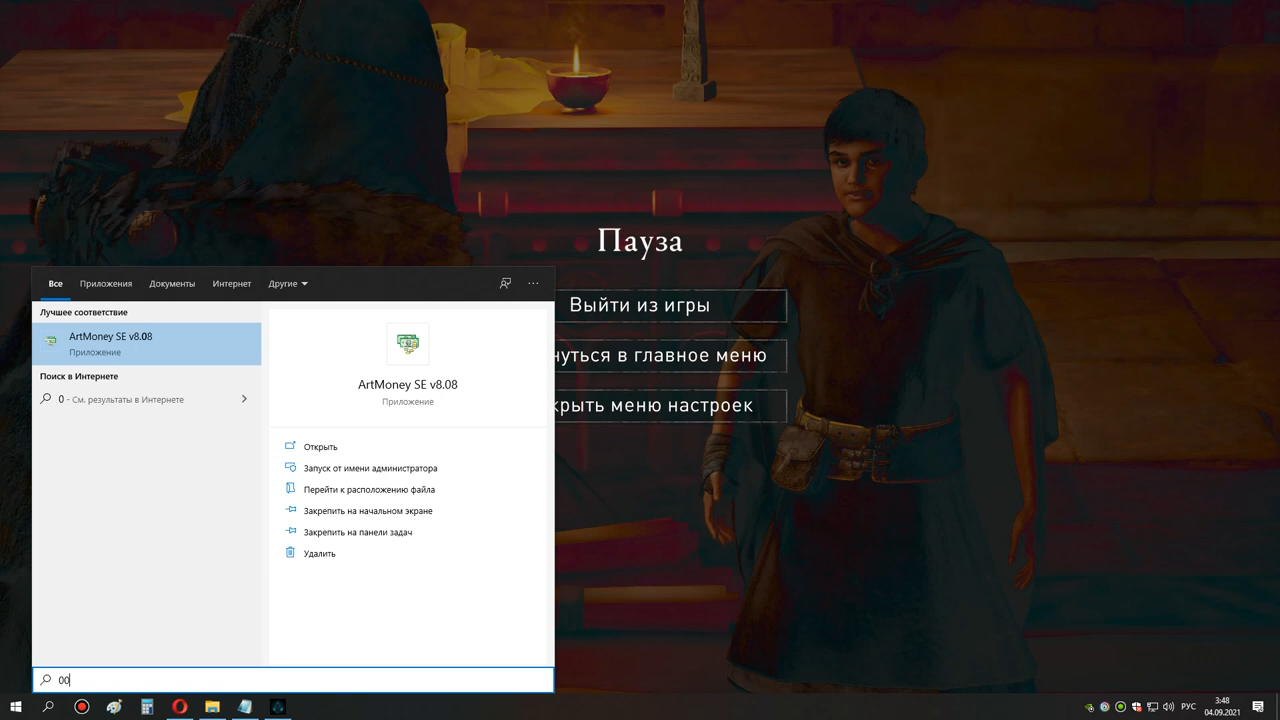 Пауза
Выйти из игры
нуться в главное меню
крыть меню настроек
Все Приложения Документы Интернет Другие
Лучшее соответствие
ArtMoney SE v8.08
Приложение
Поиск в Интернете
0 - См. результаты в Интернете
ArtMoney SE v8.08
Приложение
Открыть
Запуск от имени администратора
Перейти к расположению файла
Закрепить на начальном экране
Закрепить на панели задач
Удалить
00
РУС
3:48
04.09.2021